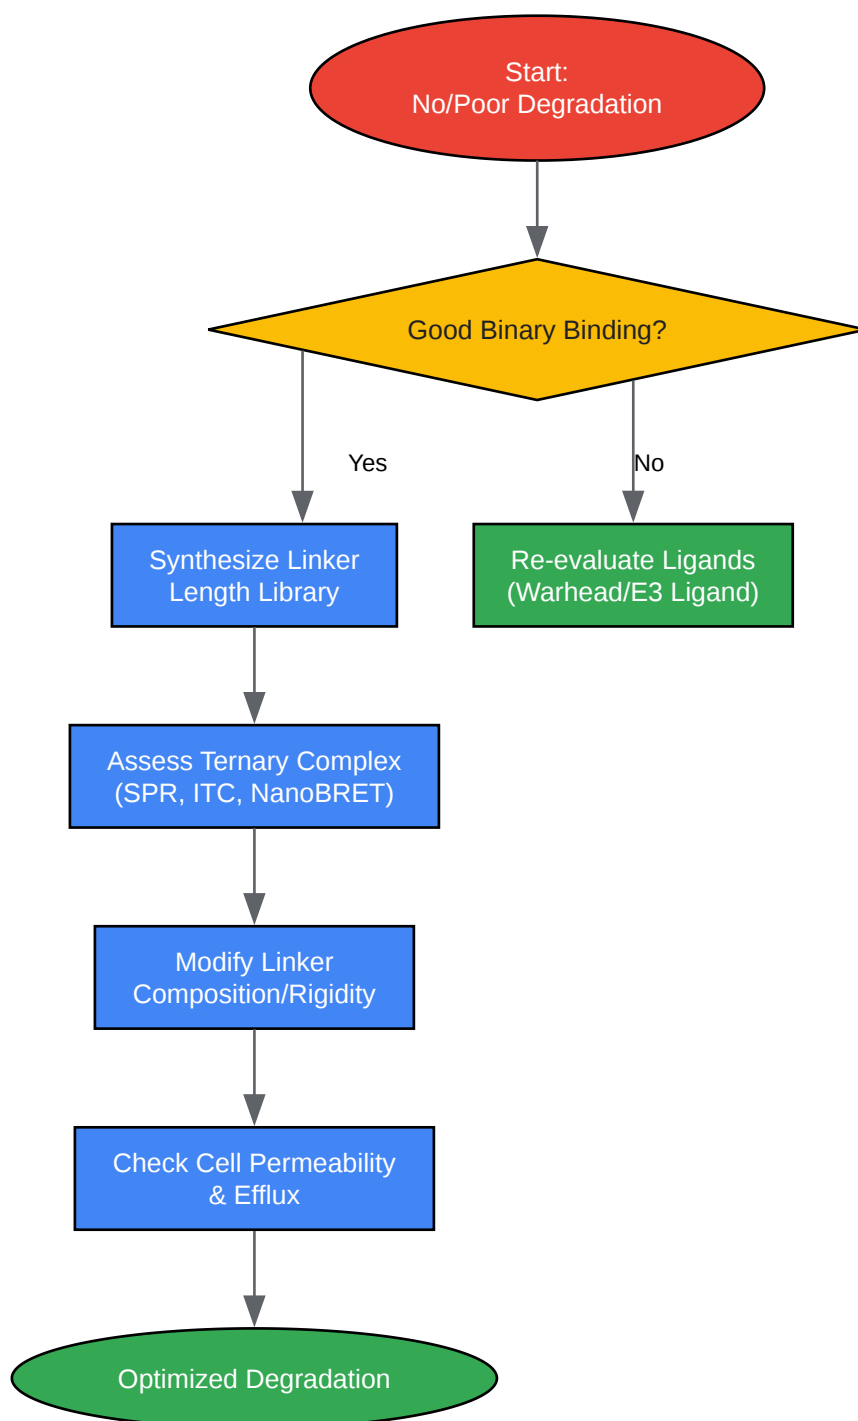 Start:
No/Poor Degradation
Good Binary Binding?
Yes
No
Synthesize Linker
Length Library
Re-evaluate Ligands
(Warhead/E3 Ligand)
Assess Ternary Complex
(SPR, ITC, NanoBRET)
Modify Linker
Composition/Rigidity
Check Cell Permeability
& Efflux
Optimized Degradation